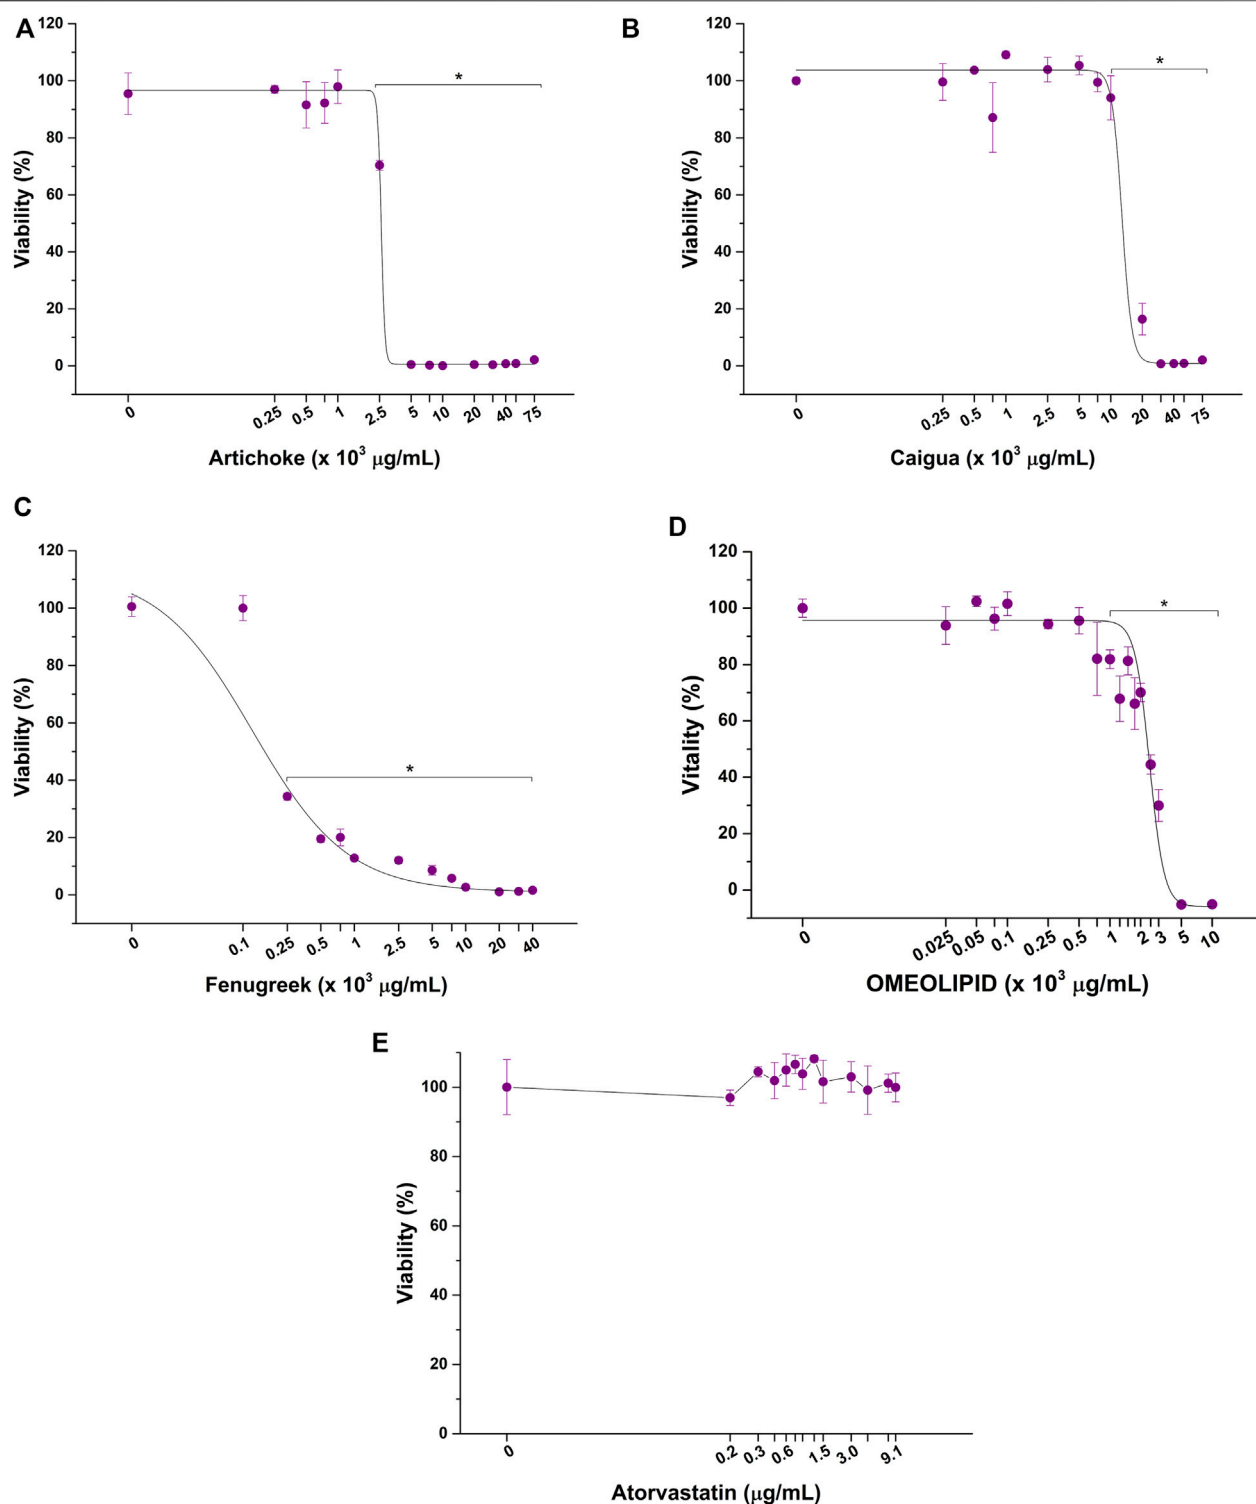 A
120
100
80
60
40
20
0
Viability (%)
*
0 0.25 0.5 1 2.5 5 10 20 40 75
Artichoke (x 10³ μg/mL)
B
120
100
80
60
40
20
0
Viability (%)
*
0 0.25 0.5 1 2.5 5 10 20 40 75
Caigua (x 10³ μg/mL)
C
120
100
80
60
40
20
0
Viability (%)
*
0 0.1 0.25 0.5 1 2.5 5 10 20 40
Fenugreek (x 10³ μg/mL)
D
120
100
80
60
40
20
0
Vitality (%)
*
0 0.025 0.05 0.1 0.25 0.5 1 2 3 5 10
OMEOLIPID (x 10³ μg/mL)
E
100
80
60
40
20
0
Viability (%)
0 0.2 0.3 0.6 1.5 3.0 9.1
Atorvastatin (μg/mL)